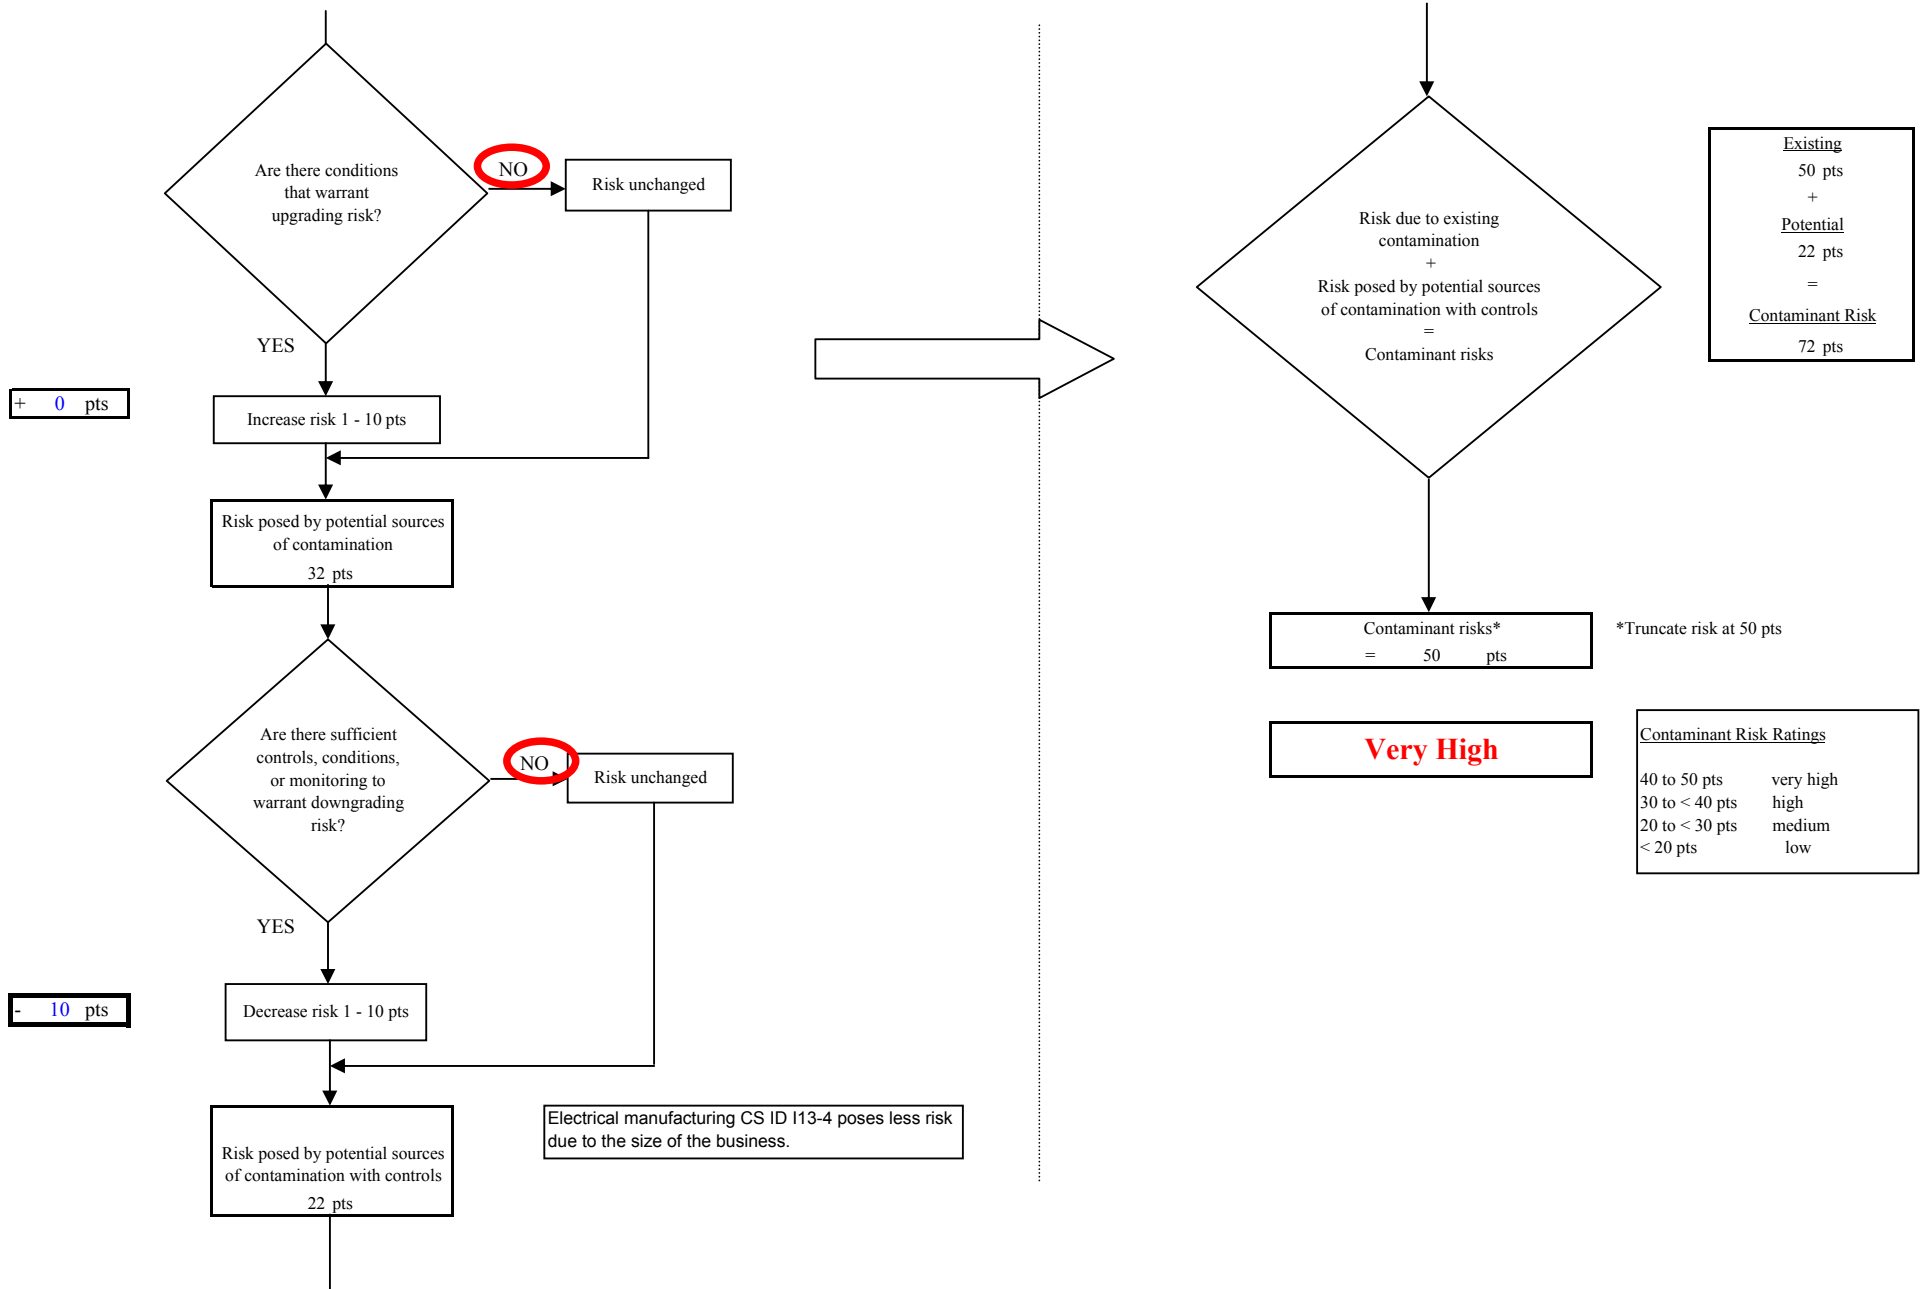 Are there conditions
that warrant
upgrading risk?
NO
Risk unchanged
YES
+ 0 pts
Increase risk 1 - 10 pts
Risk posed by potential sources
of contamination
32 pts
Are there sufficient
controls, conditions,
or monitoring to
warrant downgrading
risk?
NO
Risk unchanged
YES
- 10 pts
Decrease risk 1 - 10 pts
Electrical manufacturing CS ID I13-4 poses less risk
due to the size of the business.
Risk posed by potential sources
of contamination with controls
22 pts
Risk due to existing
contamination
+
Risk posed by potential sources
of contamination with controls
=
Contaminant risks
Existing
50 pts
+
Potential
22 pts
=
Contaminant Risk
72 pts
Contaminant risks*
= 50 pts
*Truncate risk at 50 pts
Very High
Contaminant Risk Ratings
40 to 50 pts very high
30 to < 40 pts high
20 to < 30 pts medium
< 20 pts low